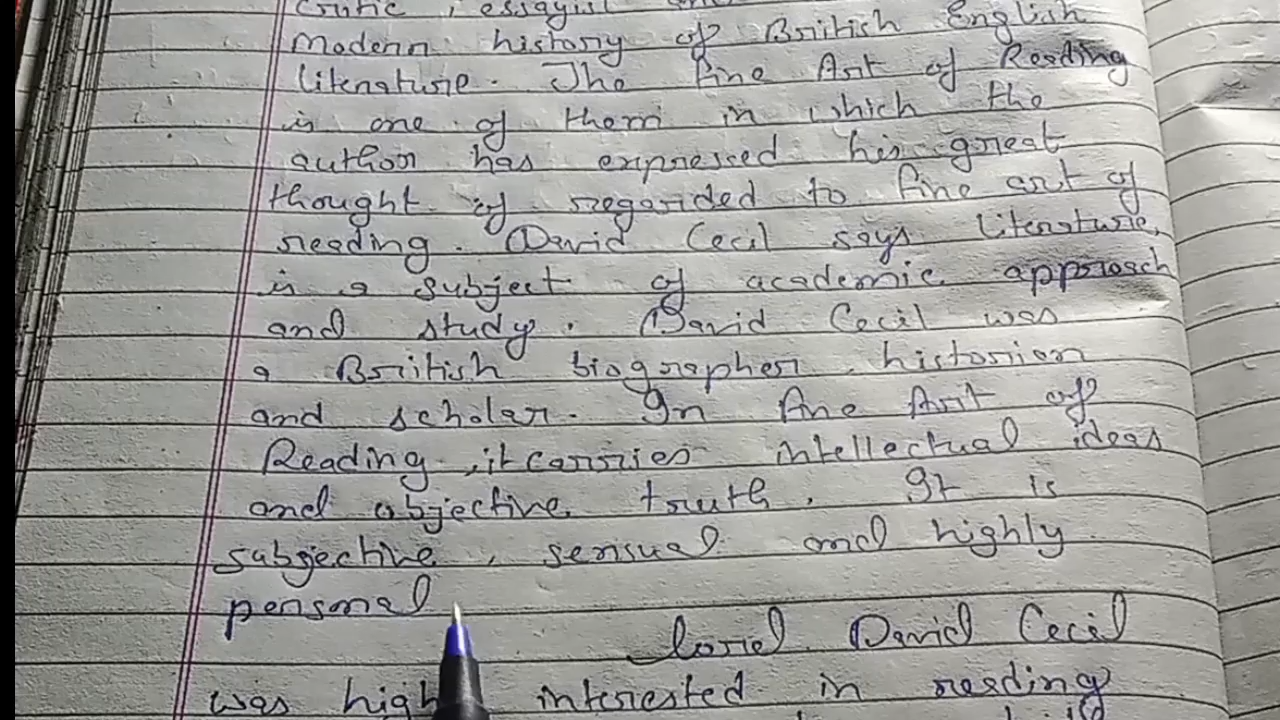 critic, essayist
Modern history of British English
literature. The Fine Art of Reading
is one of them in which the
author has expressed his great
thought of regarded to fine art of
reading. David Cecil says literature,
is a subject of academic approach
and study. David Cecil was
a British biographer, historian
and scholar. In fine Art of
Reading, it carries intellectual ideas
and objective truth. It is
subjective, sensual and highly
personal
lord David Cecil
was high interested in reading